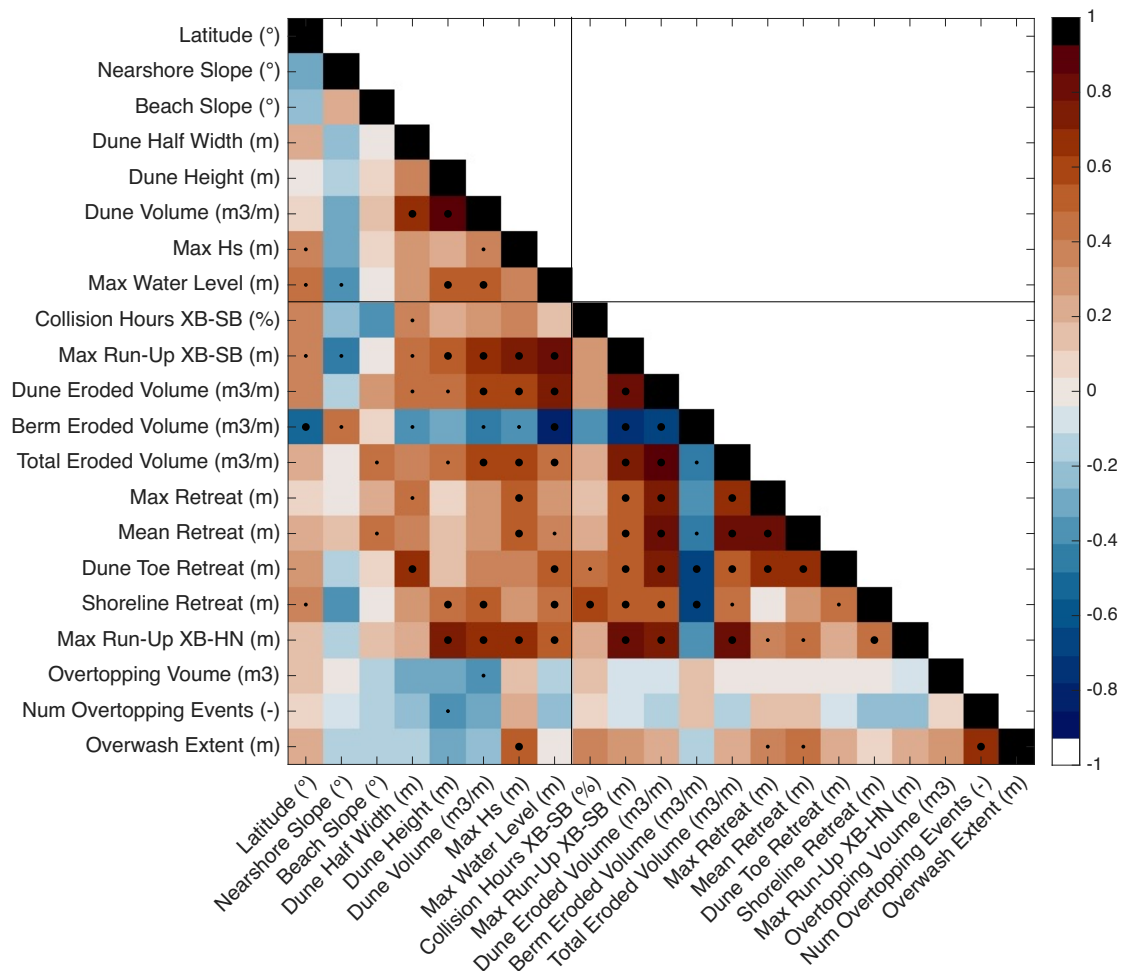 Latitude (°)
Nearshore Slope (°)
Beach Slope (°)
Dune Half Width (m)
Dune Height (m)
Dune Volume (m3/m)
Max Hs (m)
Max Water Level (m)
Collision Hours XB-SB (%)
Max Run-Up XB-SB (m)
Dune Eroded Volume (m3/m)
Berm Eroded Volume (m3/m)
Total Eroded Volume (m3/m)
Max Retreat (m)
Mean Retreat (m)
Dune Toe Retreat (m)
Shoreline Retreat (m)
Max Run-Up XB-HN (m)
Overtopping Voume (m3)
Num Overtopping Events (-)
Overwash Extent (m)
Latitude (°)
Nearshore Slope (°)
Beach Slope (°)
Dune Half Width (m)
Dune Height (m)
Dune Volume (m3/m)
Max Hs (m)
Max Water Level (m)
Collision Hours XB-SB (%)
Max Run-Up XB-SB (m)
Dune Eroded Volume (m3/m)
Berm Eroded Volume (m3/m)
Total Eroded Volume (m3/m)
Max Retreat (m)
Mean Retreat (m)
Dune Toe Retreat (m)
Shoreline Retreat (m)
Max Run-Up XB-HN (m)
Overtopping Voume (m3)
Num Overtopping Events (-)
Overwash Extent (m)
1
0.8
0.6
0.4
0.2
0
-0.2
-0.4
-0.6
-0.8
-1